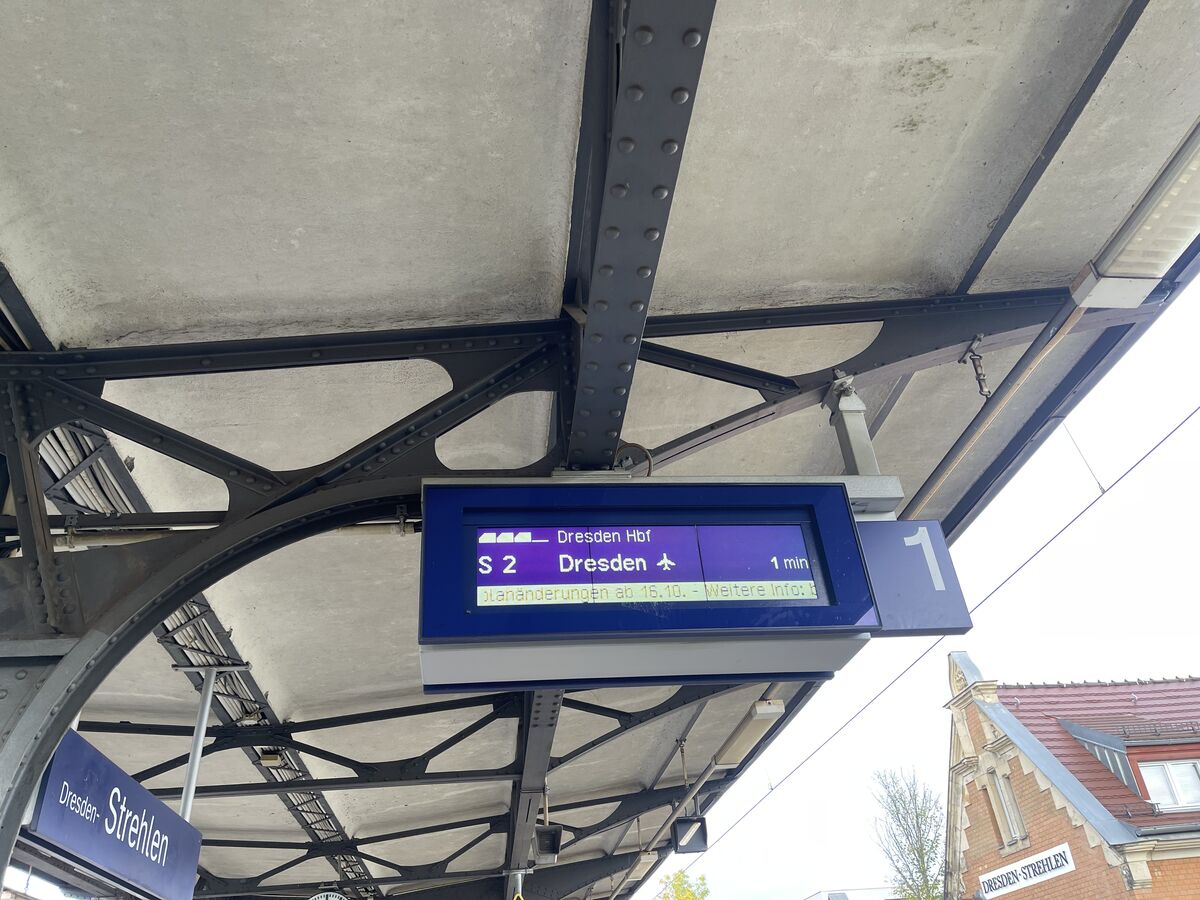 Dresden Hbf
S 2 Dresden ✈ 1 min
planänderungen ab 16.10. - Weitere Info:
1
Dresden-Strehlen
DRESDEN-STREHLEN